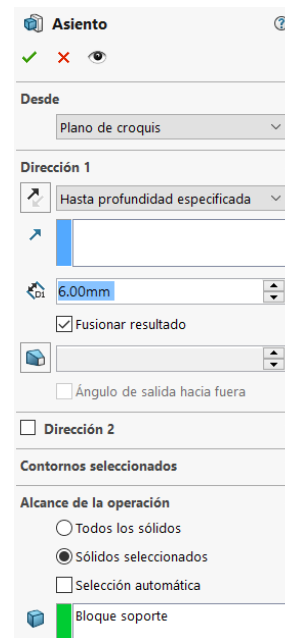 Asiento
Desde
Plano de croquis
Dirección 1
Hasta profundidad especificada
D1
6.00mm
Fusionar resultado
Ángulo de salida hacia fuera
Dirección 2
Contornos seleccionados
Alcance de la operación
Todos los sólidos
Sólidos seleccionados
Selección automática
Bloque soporte